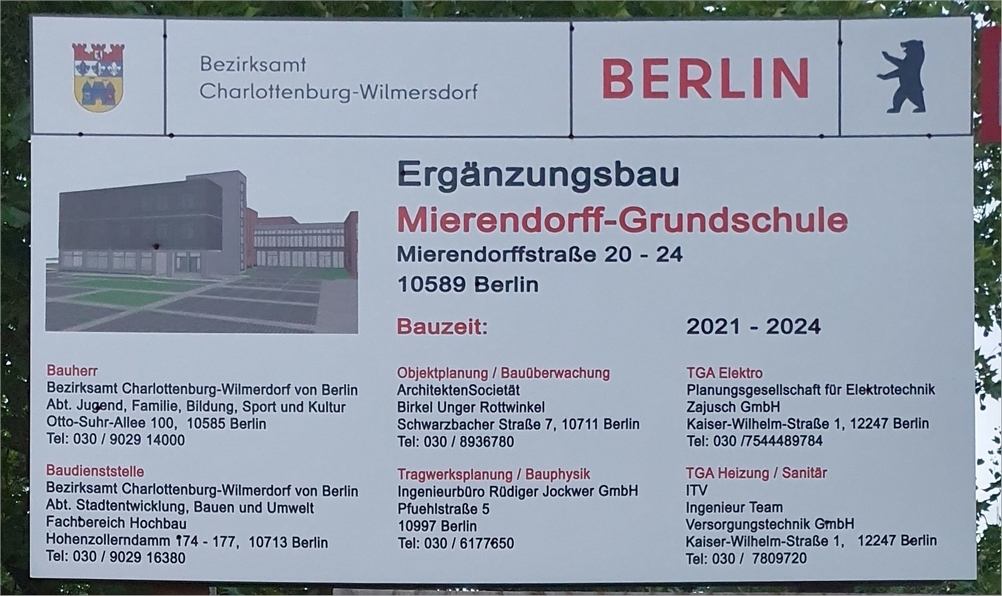 Bezirksamt
Charlottenburg-Wilmersdorf
BERLIN
Ergänzungsbau
Mierendorff-Grundschule
Mierendorffstraße 20 - 24
10589 Berlin
Bauzeit: 2021 - 2024
Bauherr
Bezirksamt Charlottenburg-Wilmerdorf von Berlin
Abt. Jugend, Familie, Bildung, Sport und Kultur
Otto-Suhr-Allee 100, 10585 Berlin
Tel: 030 / 9029 14000
Baudienststelle
Bezirksamt Charlottenburg-Wilmerdorf von Berlin
Abt. Stadtentwicklung, Bauen und Umwelt
Fachbereich Hochbau
Hohenzollerndamm 174 - 177, 10713 Berlin
Tel: 030 / 9029 16380
Objektplanung / Bauüberwachung
ArchitektenSocietät
Birkel Unger Rottwinkel
Schwarzbacher Straße 7, 10711 Berlin
Tel: 030 / 8936780
Tragwerksplanung / Bauphysik
Ingenieurbüro Rüdiger Jockwer GmbH
Pfuehlstraße 5
10997 Berlin
Tel: 030 / 6177650
TGA Elektro
Planungsgesellschaft für Elektrotechnik
Zajusch GmbH
Kaiser-Wilhelm-Straße 1, 12247 Berlin
Tel: 030 /7544489784
TGA Heizung / Sanitär
ITV
Ingenieur Team
Versorgungstechnik GmbH
Kaiser-Wilhelm-Straße 1, 12247 Berlin
Tel: 030 / 7809720